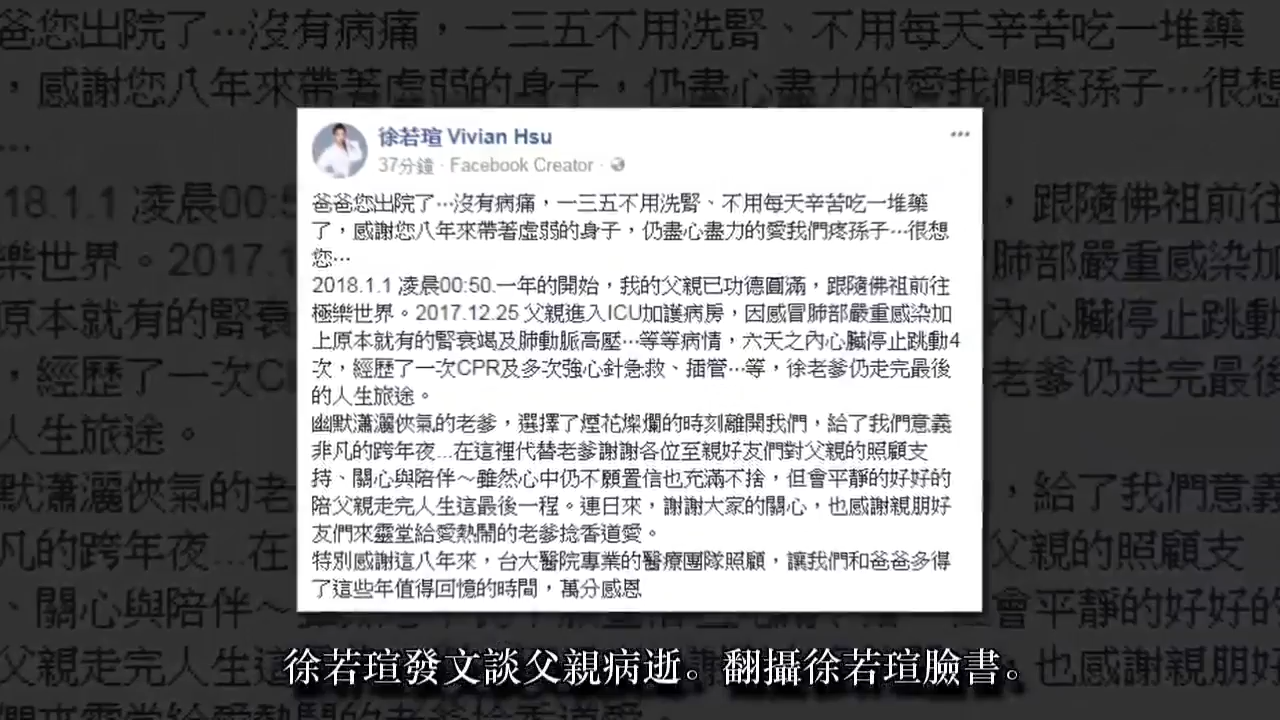 徐若瑄 Vivian Hsu
37分鐘 · Facebook Creator ·
爸爸您出院了⋯沒有病痛，一三五不用洗腎、不用每天辛苦吃一堆藥
了，感謝您八年來帶著虛弱的身子，仍盡心盡力的愛我們疼孫子⋯很想
您⋯
2018.1.1 凌晨00:50.一年的開始，我的父親已功德圓滿，跟隨佛祖前往
極樂世界。2017.12.25 父親進入ICU加護病房，因感冒肺部嚴重感染加
上原本就有的腎衰竭及肺動脈高壓⋯等等病情，六天之內心臟停止跳動4
次，經歷了一次CPR及多次強心針急救、插管⋯等，徐老爹仍走完最後
的人生旅途。
幽默瀟灑俠氣的老爹，選擇了煙花燦爛的時刻離開我們，給了我們意義
非凡的跨年夜...在這裡代替老爹謝謝各位至親好友們對父親的照顧支
持、關心與陪伴～雖然心中仍不願置信也充滿不捨，但會平靜的好好的
陪父親走完人生這最後一程。連日來，謝謝大家的關心，也感謝親朋好
友們來靈堂給愛熱鬧的老爹捻香道愛。
特別感謝這八年來，台大醫院專業的醫療團隊照顧，讓我們和爸爸多得
了這些年值得回憶的時間，萬分感恩
徐若瑄發文談父親病逝。翻攝徐若瑄臉書。